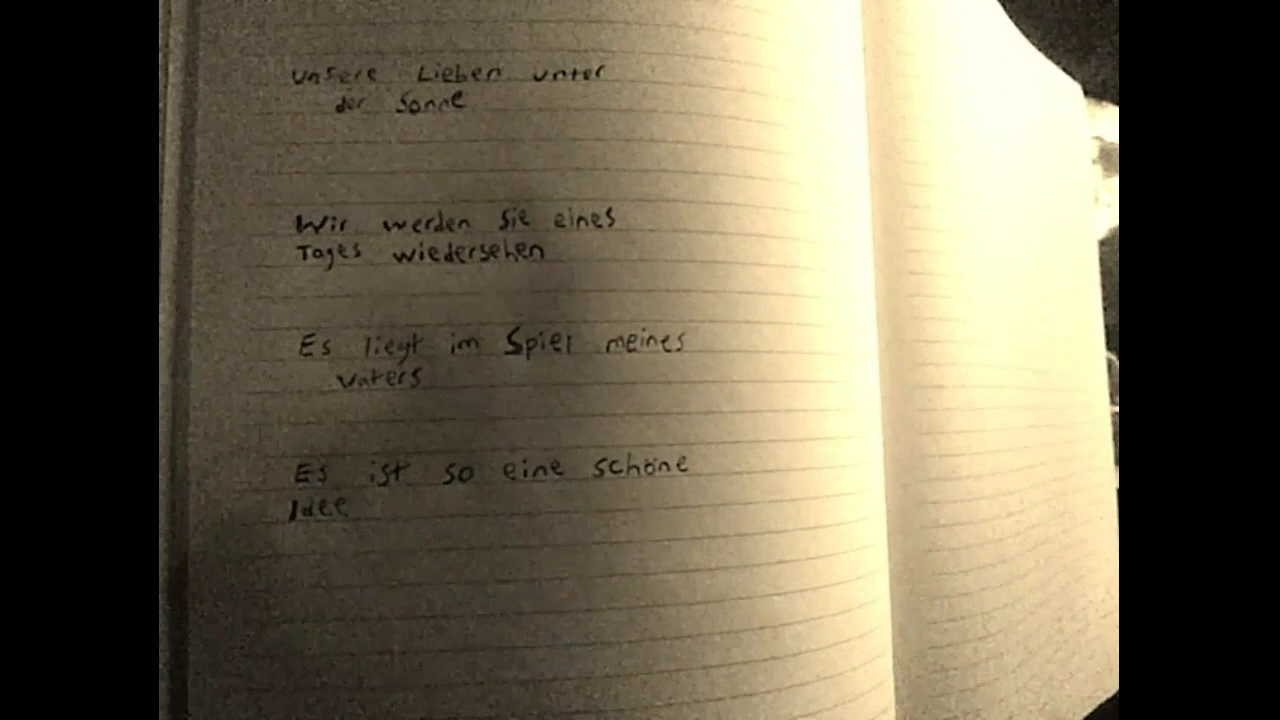 unsere Lieben unter
der Sonne
Wir werden sie eines
Tages wiedersehen
Es liegt im Spiel meines
vaters
Es ist so eine schöne
Idee